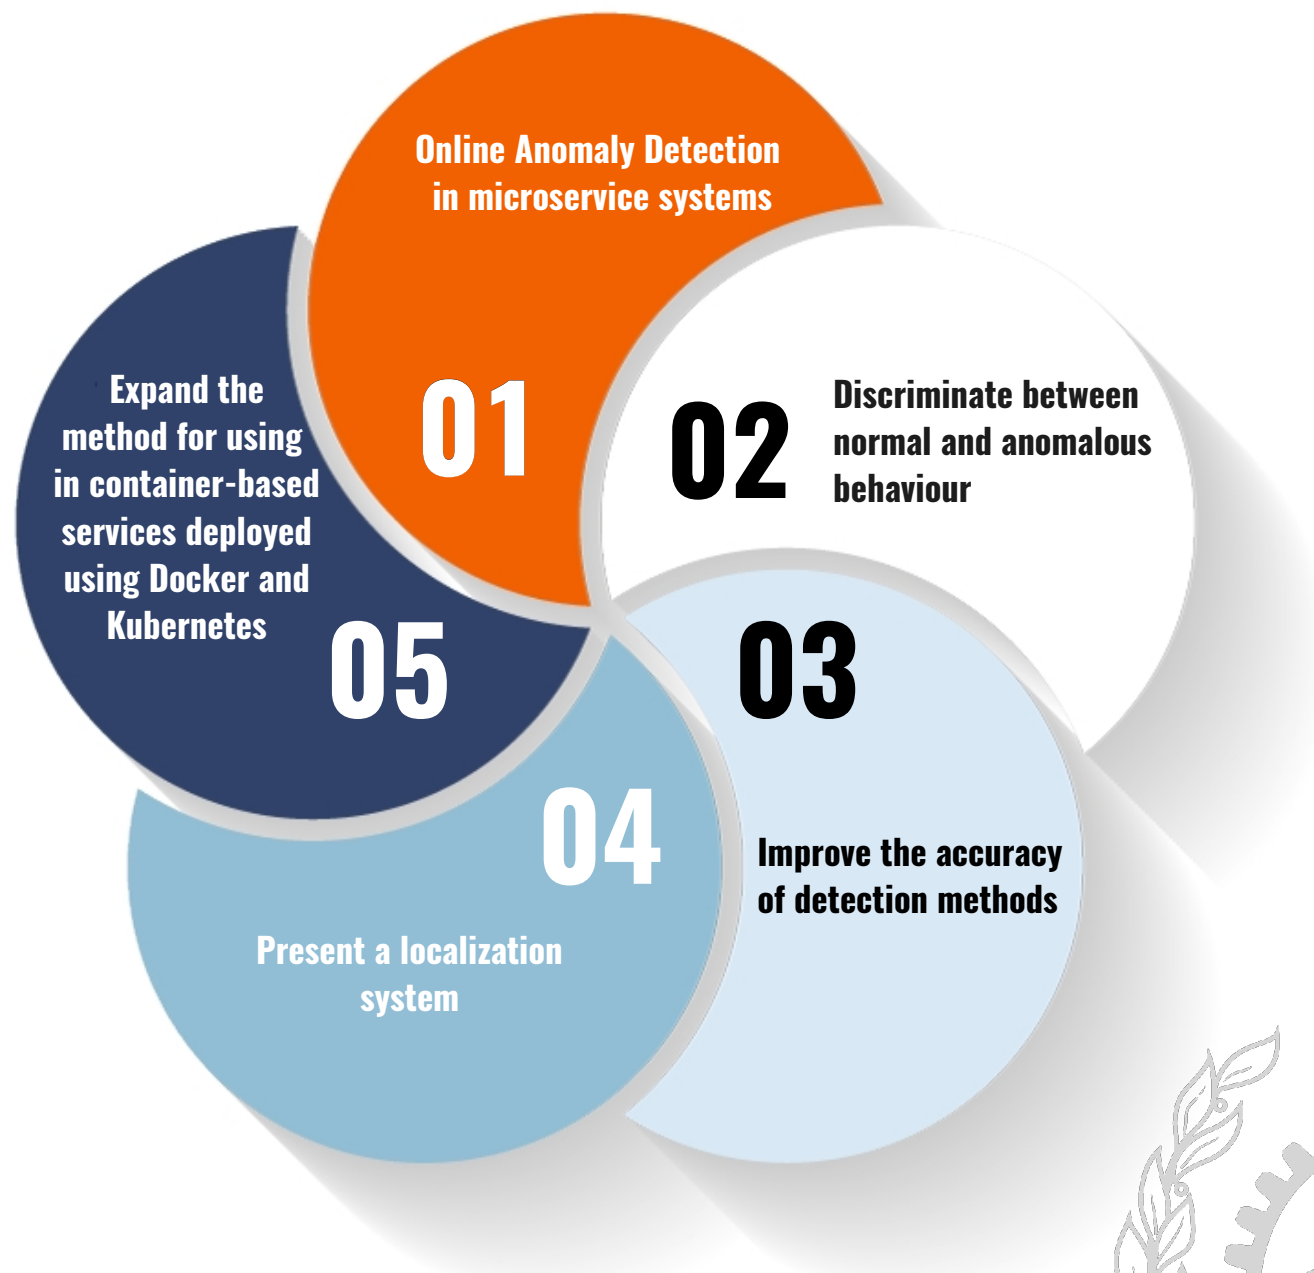 Online Anomaly Detection
in microservice systems
01
02
Discriminate between
normal and anomalous
behaviour
03
Improve the accuracy
of detection methods
04
Present a localization
system
Expand the
method for using
in container-based
services deployed
using Docker and
Kubernetes
05